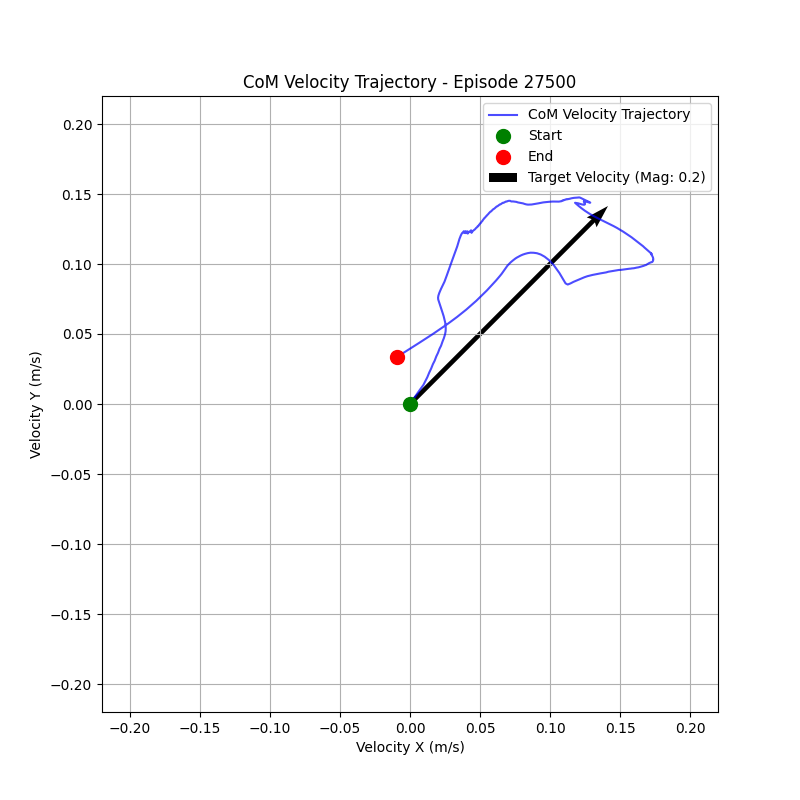 CoM Velocity Trajectory - Episode 27500
CoM Velocity Trajectory
Start
End
Target Velocity (Mag: 0.2)
0.20
0.15
0.10
0.05
0.00
−0.05
−0.10
−0.15
−0.20
Velocity Y (m/s)
−0.20 −0.15 −0.10 −0.05 0.00 0.05 0.10 0.15 0.20
Velocity X (m/s)